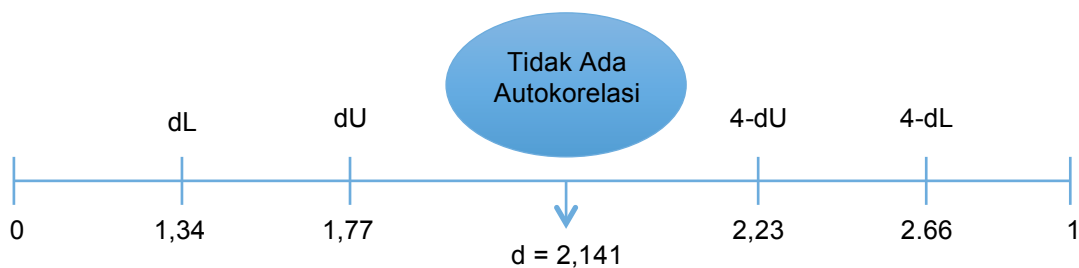 Tidak Ada
Autokorelasi
dL
dU
4-dU
4-dL
0
1,34
1,77
d = 2,141
2,23
2.66
1